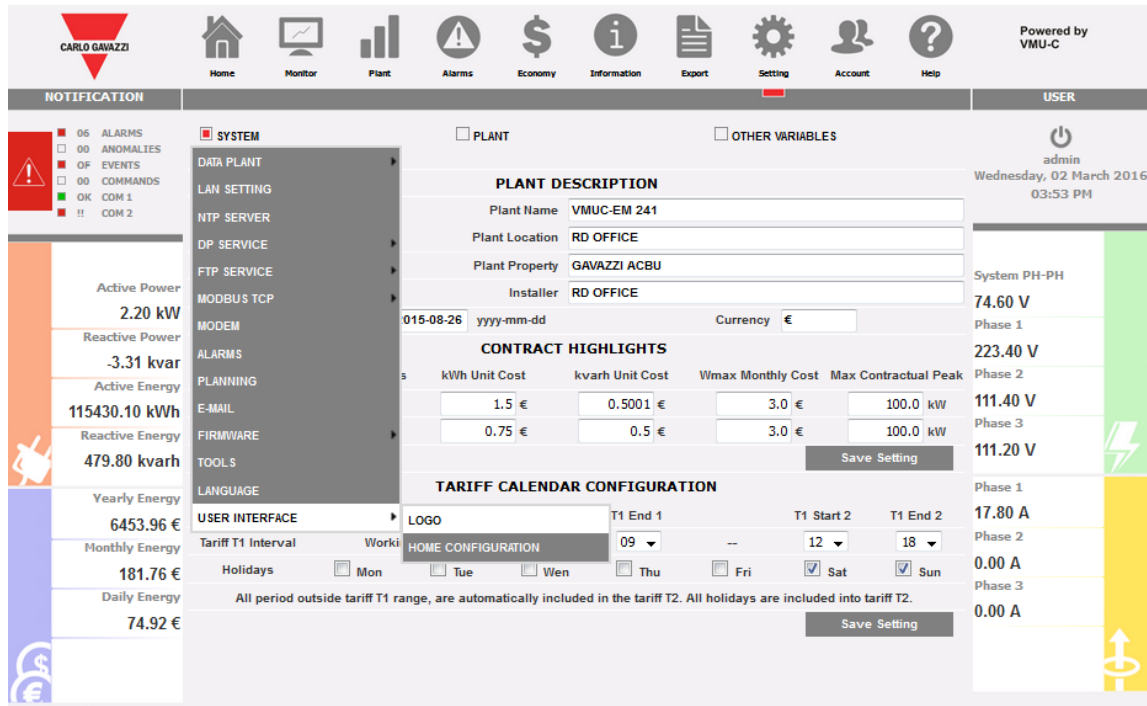 CARLO GAVAZZI
Home
Monitor
Plant
Alarms
Economy
Information
Export
Setting
Account
Help
Powered by
VMU-C
NOTIFICATION
USER
06 ALARMS
00 ANOMALIES
OF EVENTS
00 COMMANDS
OK COM 1
!! COM 2
SYSTEM
PLANT
OTHER VARIABLES
admin
Wednesday, 02 March 2016
03:53 PM
DATA PLANT
LAN SETTING
NTP SERVER
DP SERVICE
FTP SERVICE
MODBUS TCP
MODEM
ALARMS
PLANNING
E-MAIL
FIRMWARE
TOOLS
LANGUAGE
USER INTERFACE
LOGO
HOME CONFIGURATION
PLANT DESCRIPTION
Plant Name VMUC-EM 241
Plant Location RD OFFICE
Plant Property GAVAZZI ACBU
Installer RD OFFICE
015-08-26 yyyy-mm-dd Currency €
CONTRACT HIGHLIGHTS
s kWh Unit Cost kvarh Unit Cost Wmax Monthly Cost Max Contractual Peak
1.5 € 0.5001 € 3.0 € 100.0 kW
0.75 € 0.5 € 3.0 € 100.0 kW
Save Setting
TARIFF CALENDAR CONFIGURATION
T1 End 1 T1 Start 2 T1 End 2
Tariff T1 Interval Worki 09 -- 12 18
Holidays Mon Tue Wen Thu Fri Sat Sun
All period outside tariff T1 range, are automatically included in the tariff T2. All holidays are included into tariff T2.
Save Setting
Active Power
2.20 kW
Reactive Power
-3.31 kvar
Active Energy
115430.10 kWh
Reactive Energy
479.80 kvarh
Yearly Energy
6453.96 €
Monthly Energy
181.76 €
Daily Energy
74.92 €
System PH-PH
74.60 V
Phase 1
223.40 V
Phase 2
111.40 V
Phase 3
111.20 V
Phase 1
17.80 A
Phase 2
0.00 A
Phase 3
0.00 A